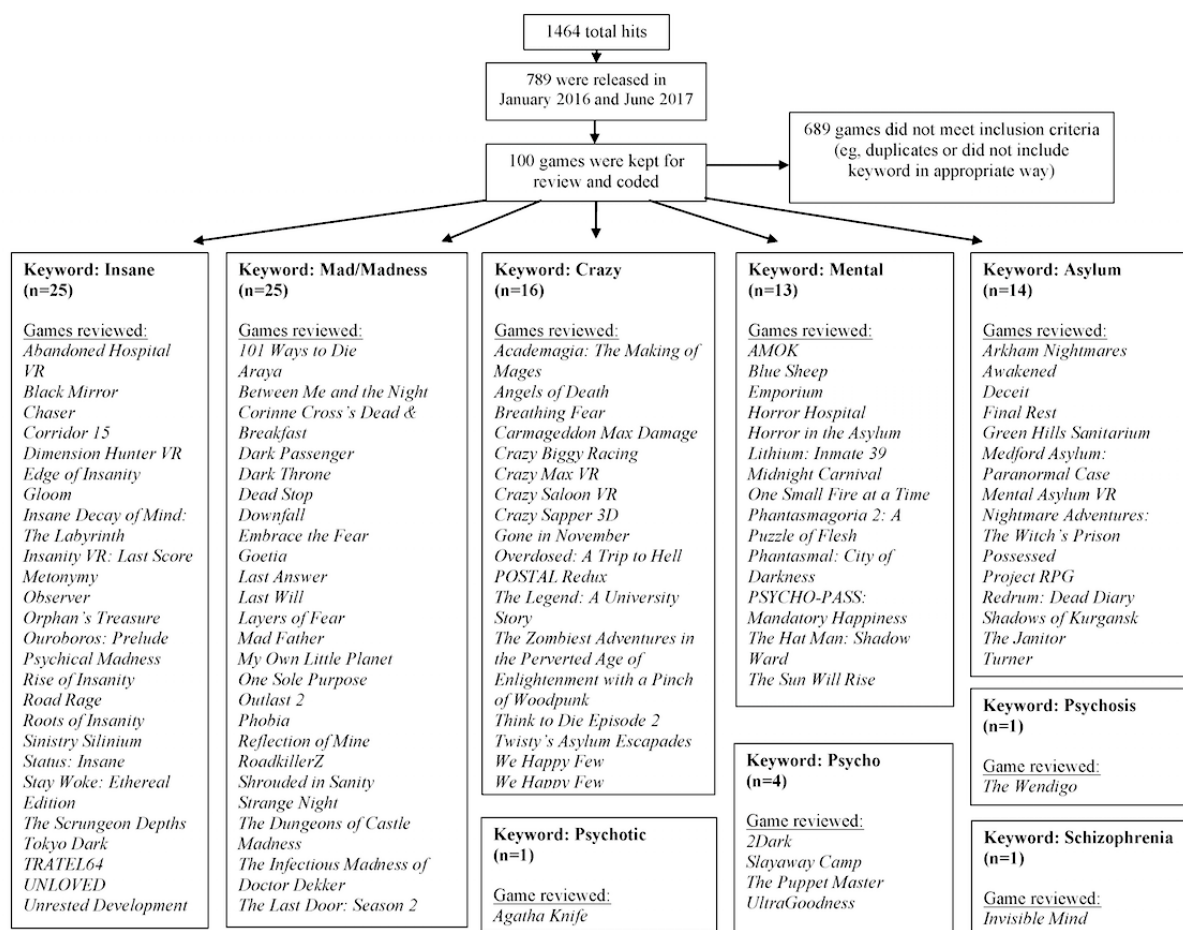 1464 total hits
789 were released in
January 2016 and June 2017
689 games did not meet inclusion criteria
(eg, duplicates or did not include
keyword in appropriate way)
100 games were kept for
review and coded
Keyword: Insane
(n=25)
Games reviewed:
Abandoned Hospital
VR
Black Mirror
Chaser
Corridor 15
Dimension Hunter VR
Edge of Insanity
Gloom
Insane Decay of Mind:
The Labyrinth
Insanity VR: Last Score
Metonymy
Observer
Orphan's Treasure
Ouroboros: Prelude
Psychical Madness
Rise of Insanity
Road Rage
Roots of Insanity
Sinistry Silinium
Status: Insane
Stay Woke: Ethereal
Edition
The Scrungeon Depths
Tokyo Dark
TRATEL64
UNLOVED
Unrested Development
Keyword: Mad/Madness
(n=25)
Games reviewed:
101 Ways to Die
Araya
Between Me and the Night
Corinne Cross's Dead &
Breakfast
Dark Passenger
Dark Throne
Dead Stop
Downfall
Embrace the Fear
Goetia
Last Answer
Last Will
Layers of Fear
Mad Father
My Own Little Planet
One Sole Purpose
Outlast 2
Phobia
Reflection of Mine
RoadkillerZ
Shrouded in Sanity
Strange Night
The Dungeons of Castle
Madness
The Infectious Madness of
Doctor Dekker
The Last Door: Season 2
Keyword: Crazy
(n=16)
Games reviewed:
Academagia: The Making of
Mages
Angels of Death
Breathing Fear
Carmageddon Max Damage
Crazy Biggy Racing
Crazy Max VR
Crazy Saloon VR
Crazy Sapper 3D
Gone in November
Overdosed: A Trip to Hell
POSTAL Redux
The Legend: A University
Story
The Zombiest Adventures in
the Perverted Age of
Enlightenment with a Pinch
of Woodpunk
Think to Die Episode 2
Twisty's Asylum Escapades
We Happy Few
We Happy Few
Keyword: Psychotic
(n=1)
Game reviewed:
Agatha Knife
Keyword: Mental
(n=13)
Games reviewed:
AMOK
Blue Sheep
Emporium
Horror Hospital
Horror in the Asylum
Lithium: Inmate 39
Midnight Carnival
One Small Fire at a Time
Phantasmagoria 2: A
Puzzle of Flesh
Phantasmal: City of
Darkness
PSYCHO-PASS:
Mandatory Happiness
The Hat Man: Shadow
Ward
The Sun Will Rise
Keyword: Psycho
(n=4)
Game reviewed:
2Dark
Slayaway Camp
The Puppet Master
UltraGoodness
Keyword: Asylum
(n=14)
Games reviewed:
Arkham Nightmares
Awakened
Deceit
Final Rest
Green Hills Sanitarium
Medford Asylum:
Paranormal Case
Mental Asylum VR
Nightmare Adventures:
The Witch's Prison
Possessed
Project RPG
Redrum: Dead Diary
Shadows of Kurgansk
The Janitor
Turner
Keyword: Psychosis
(n=1)
Game reviewed:
The Wendigo
Keyword: Schizophrenia
(n=1)
Game reviewed:
Invisible Mind